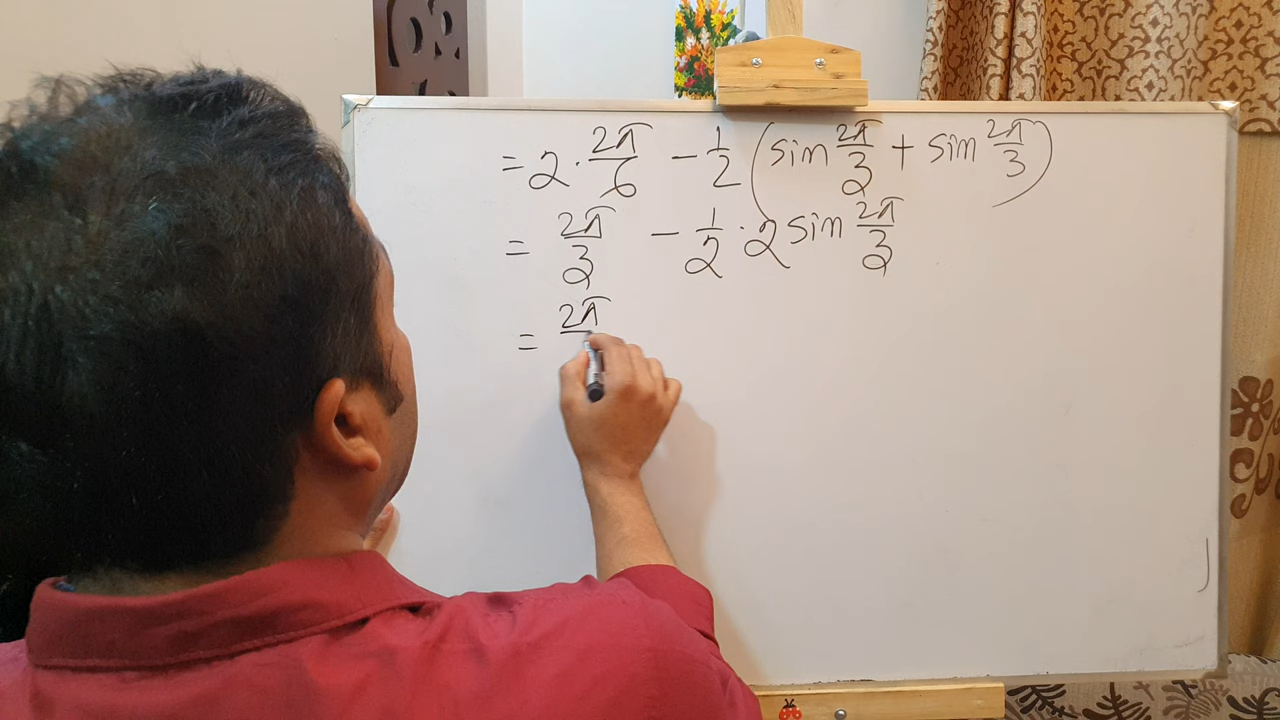 = 2 · 2π/6 − 1/2 (sin 2π/3 + sin 2π/3)
= 2π/3 − 1/2 · 2 sin 2π/3
= 2π